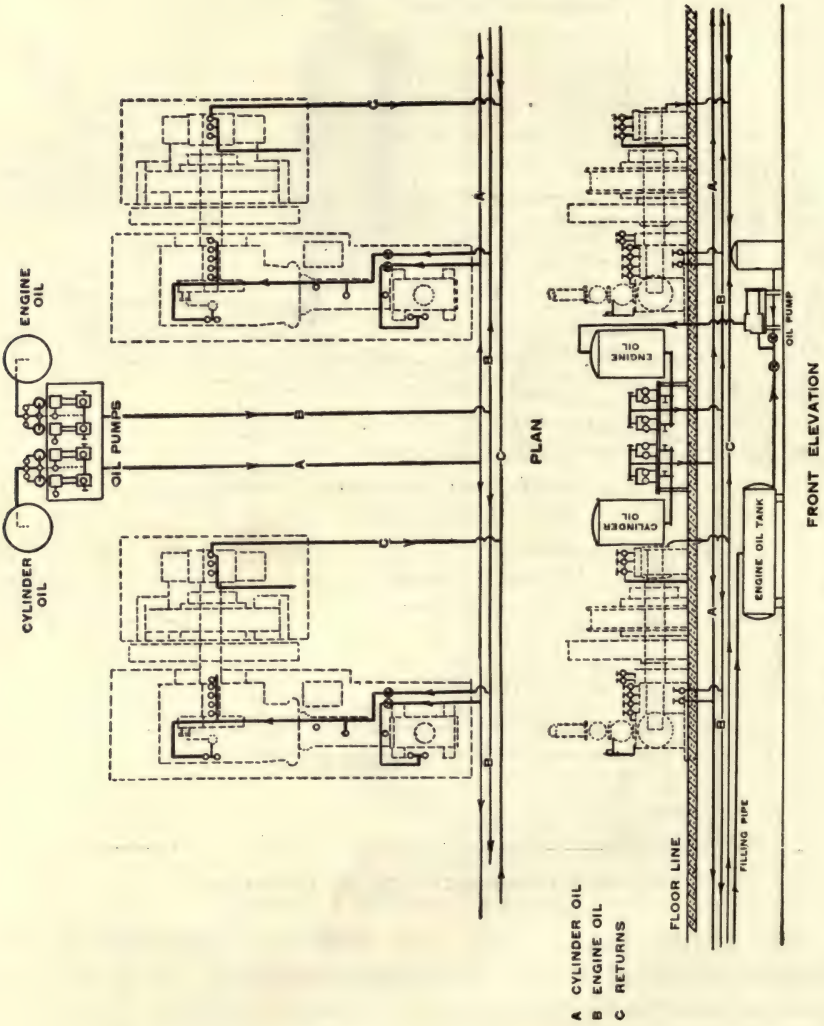 CYLINDER
OIL
ENGINE
OIL
OIL PUMPS
A
B
C
C
A
B
B
C
PLAN
A CYLINDER OIL
B ENGINE OIL
C RETURNS
FLOOR LINE
CYLINDER
OIL
ENGINE
OIL
A
A
B
B
C
FILLING PIPE
ENGINE OIL TANK
OIL PUMP
FRONT ELEVATION